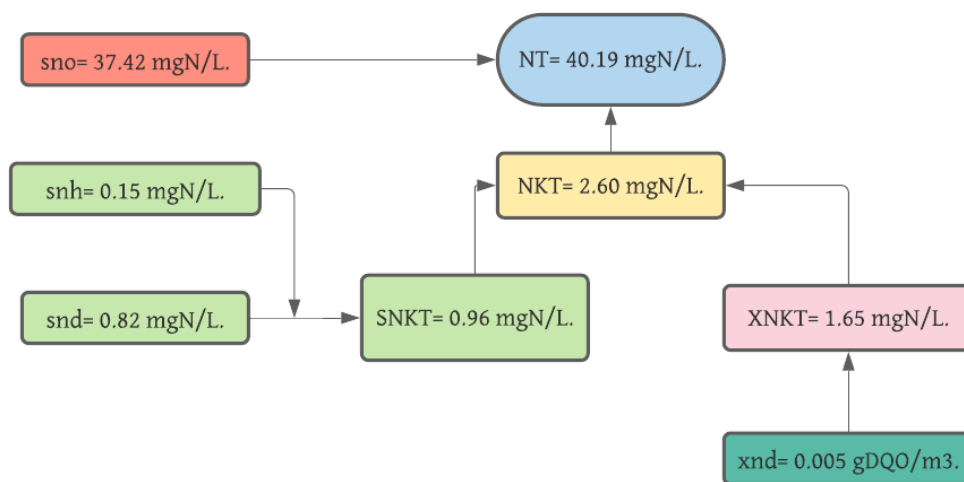 sno= 37.42 mgN/L.
NT= 40.19 mgN/L.
snh= 0.15 mgN/L.
NKT= 2.60 mgN/L.
snd= 0.82 mgN/L.
SNKT= 0.96 mgN/L.
XNKT= 1.65 mgN/L.
xnd= 0.005 gDQO/m3.